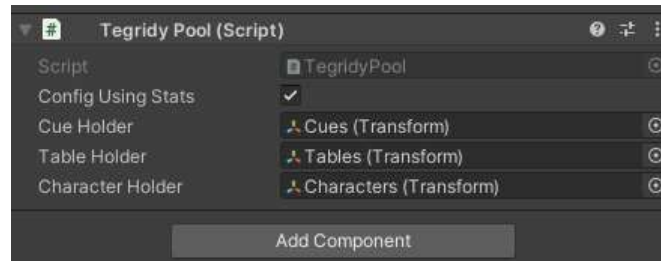 # Tegridy Pool (Script)
Script TegridyPool
Config Using Stats
Cue Holder Cues (Transform)
Table Holder Tables (Transform)
Character Holder Characters (Transform)
Add Component